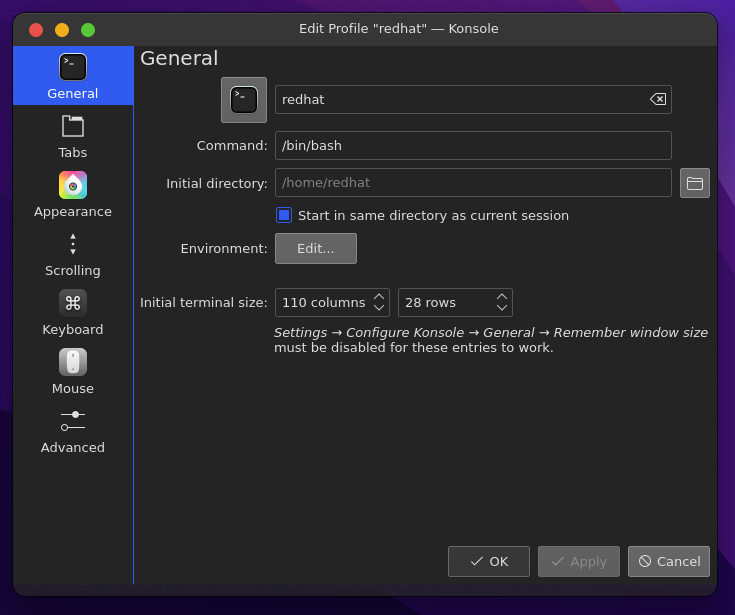 Edit Profile "redhat" — Konsole
General
General
redhat
Command: /bin/bash
Tabs
Initial directory: /home/redhat
Start in same directory as current session
Appearance
Environment: Edit...
Scrolling
Initial terminal size: 110 columns 28 rows
Keyboard
Settings → Configure Konsole → General → Remember window size
must be disabled for these entries to work.
Mouse
Advanced
OK Apply Cancel